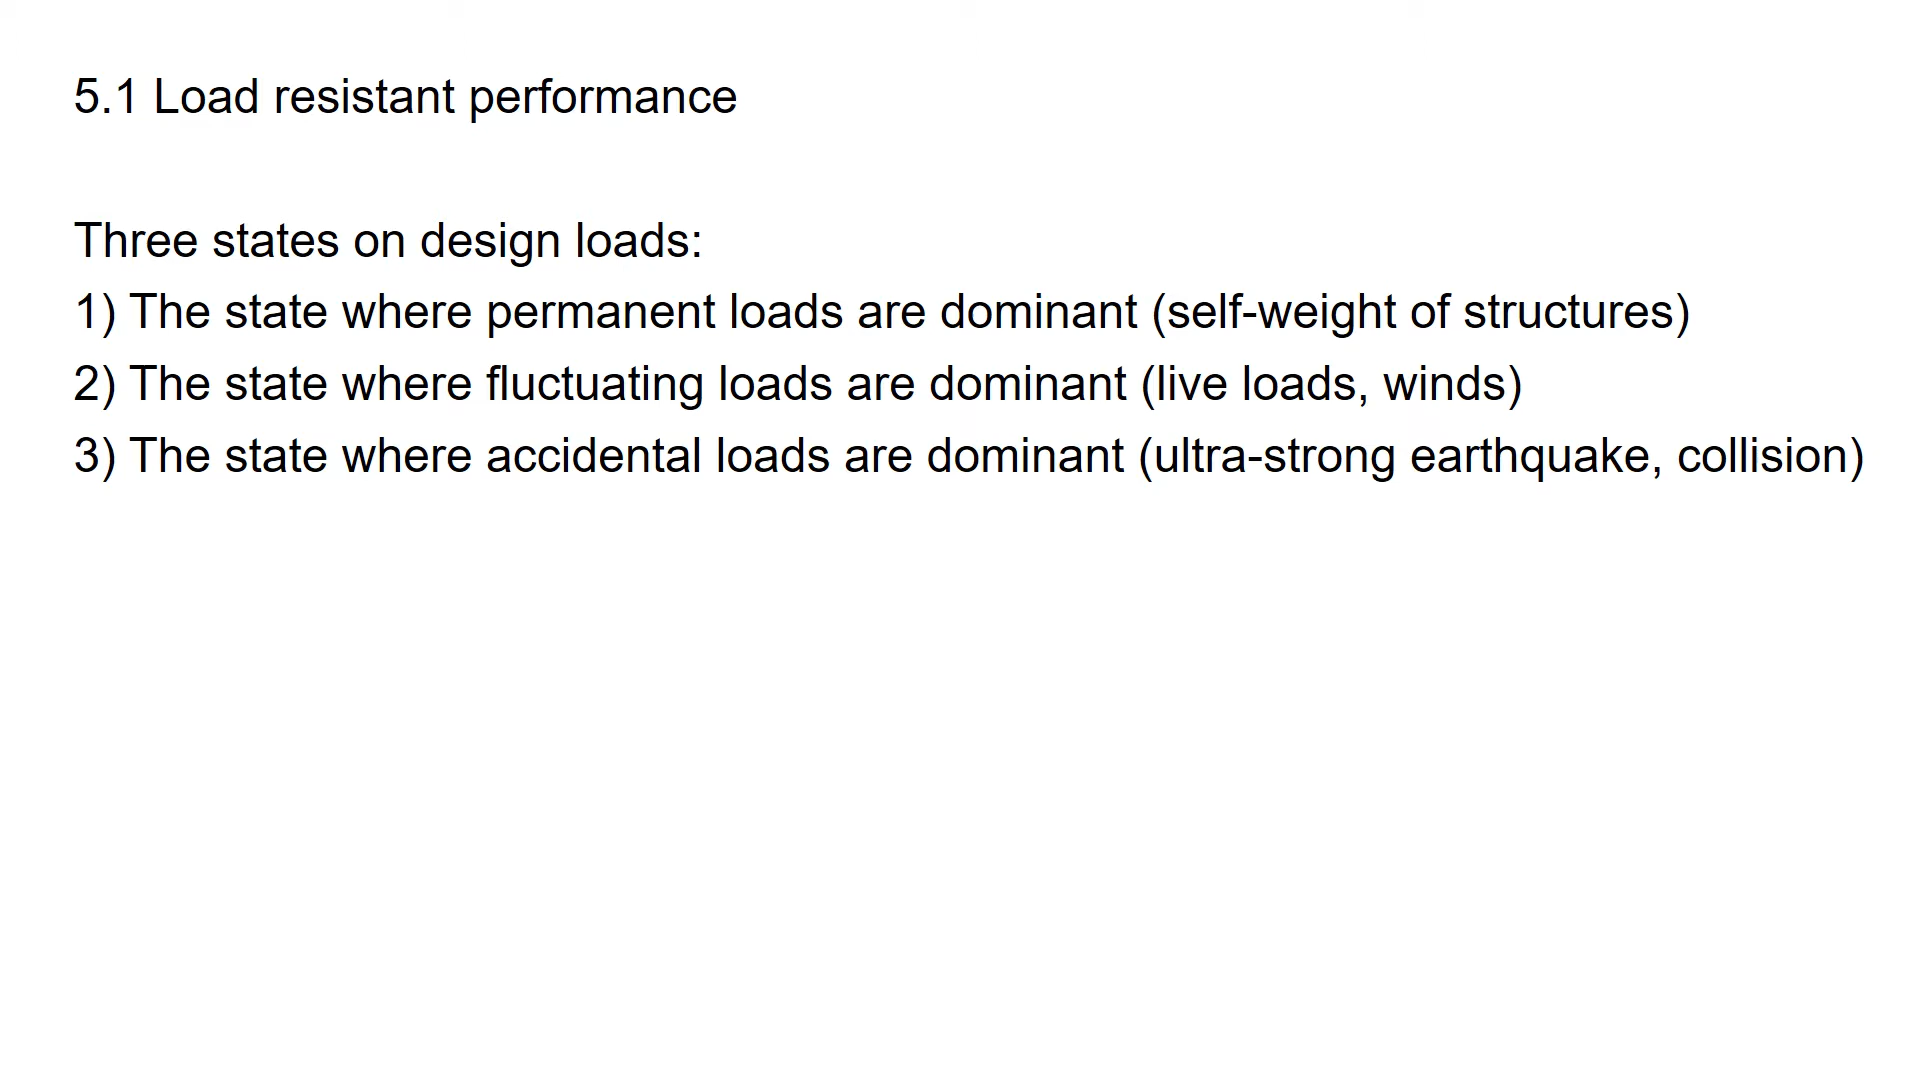 5.1 Load resistant performance
Three states on design loads:
1) The state where permanent loads are dominant (self-weight of structures)
2) The state where fluctuating loads are dominant (live loads, winds)
3) The state where accidental loads are dominant (ultra-strong earthquake, collision)